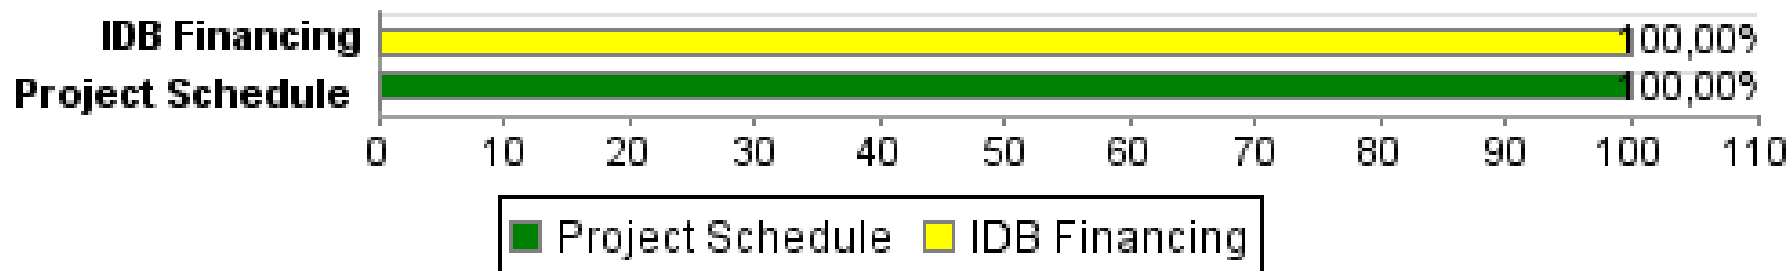 IDB Financing 100,00%
Project Schedule 100,00%
0 10 20 30 40 50 60 70 80 90 100 110
Project Schedule IDB Financing